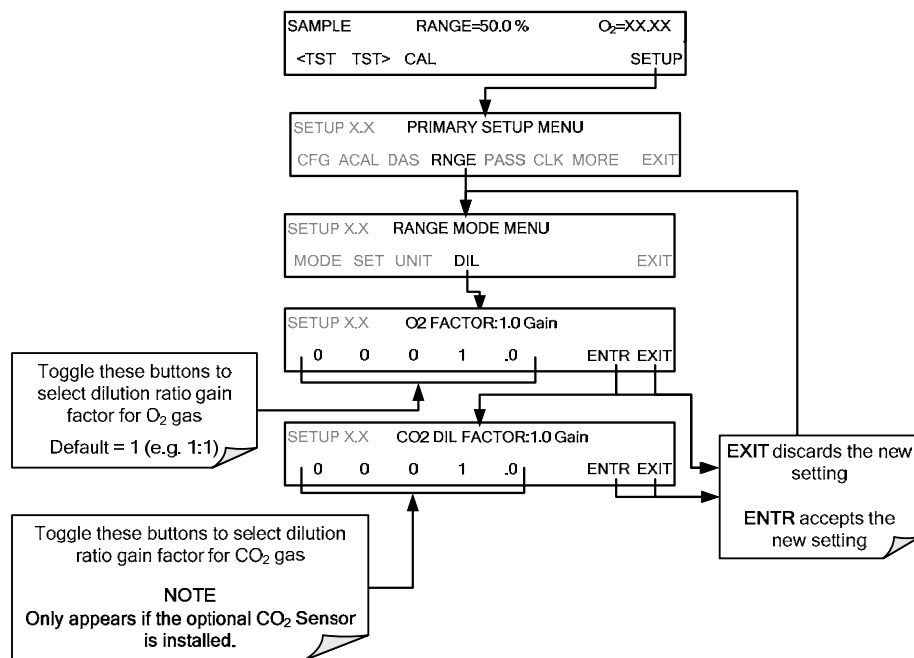 SAMPLE RANGE=50.0 % O₂=XX.XX
<TST TST> CAL SETUP
SETUP X.X PRIMARY SETUP MENU
CFG ACAL DAS RNGE PASS CLK MORE EXIT
SETUP X.X RANGE MODE MENU
MODE SET UNIT DIL EXIT
SETUP X.X O2 FACTOR:1.0 Gain
0 0 0 1 .0 ENTR EXIT
Toggle these buttons to
select dilution ratio gain
factor for O₂ gas
Default = 1 (e.g. 1:1)
SETUP X.X CO2 DIL FACTOR:1.0 Gain
0 0 0 1 .0 ENTR EXIT
EXIT discards the new
setting
ENTR accepts the
new setting
Toggle these buttons to select dilution
ratio gain factor for CO₂ gas
NOTE
Only appears if the optional CO₂ Sensor
is installed.